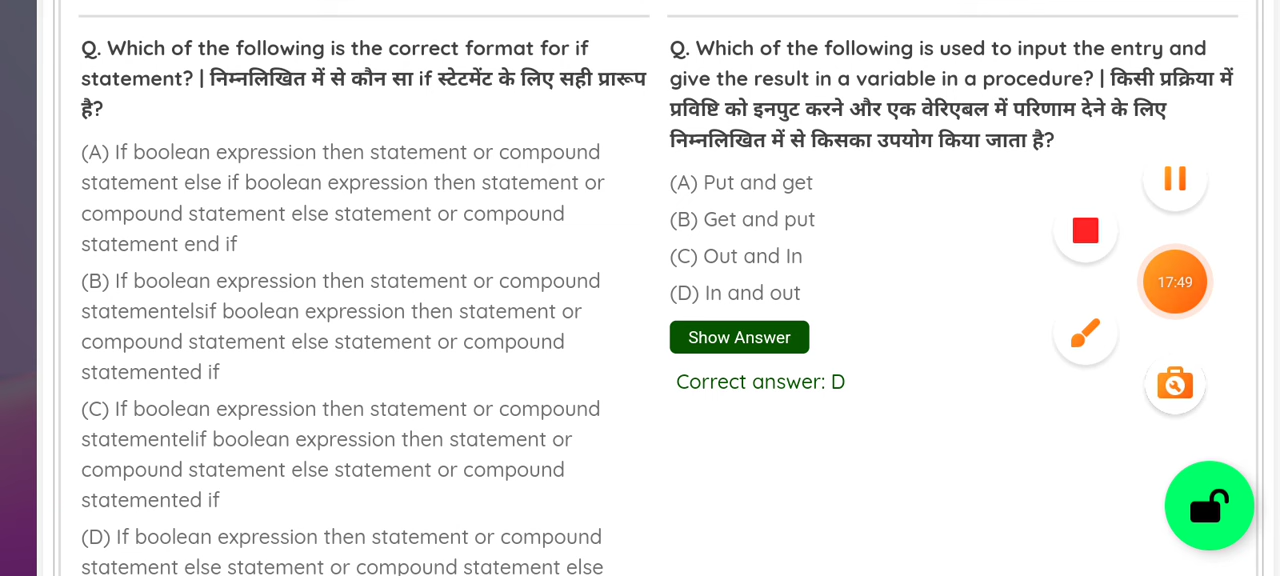 Q. Which of the following is the correct format for if
statement? | निम्नलिखित में से कौन सा if स्टेटमेंट के लिए सही प्रारूप
है?
(A) If boolean expression then statement or compound
statement else if boolean expression then statement or
compound statement else statement or compound
statement end if
(B) If boolean expression then statement or compound
statementelsif boolean expression then statement or
compound statement else statement or compound
statemented if
(C) If boolean expression then statement or compound
statementelif boolean expression then statement or
compound statement else statement or compound
statemented if
(D) If boolean expression then statement or compound
statement else statement or compound statement else
Q. Which of the following is used to input the entry and
give the result in a variable in a procedure? | किसी प्रक्रिया में
प्रविष्टि को इनपुट करने और एक वेरिएबल में परिणाम देने के लिए
निम्नलिखित में से किसका उपयोग किया जाता है?
(A) Put and get
(B) Get and put
(C) Out and In
(D) In and out
Show Answer
Correct answer: D
17:49